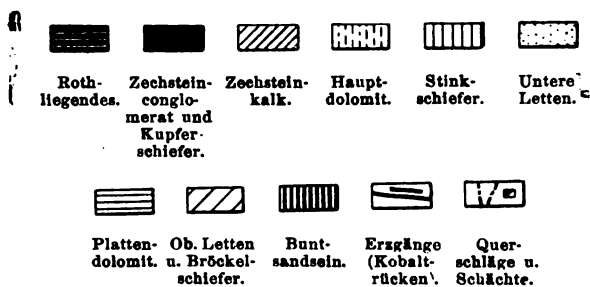 Roth-
liegendes.
Zechstein-
conglo-
merat und
Kupfer-
schiefer.
Zechstein-
kalk.
Haupt-
dolomit.
Stink-
schiefer.
Untere
Letten.
Platten-
dolomit.
Ob. Letten
u. Bröckel-
schiefer.
Bunt-
sandsein.
Erzgänge
(Kobalt-
rücken).
Quer-
schläge u.
Schächte.